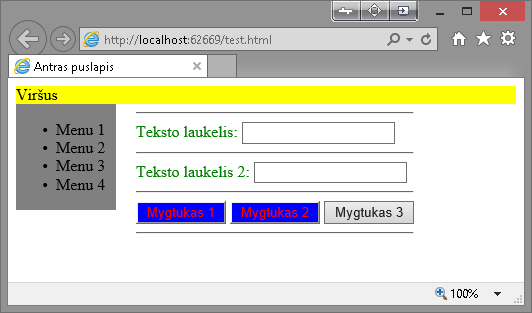 http://localhost:62669/test.html
Antras puslapis
Viršus
Menu 1
Menu 2
Menu 3
Menu 4
Teksto laukelis:
Teksto laukelis 2:
Mygtukas 1 Mygtukas 2 Mygtukas 3
100%